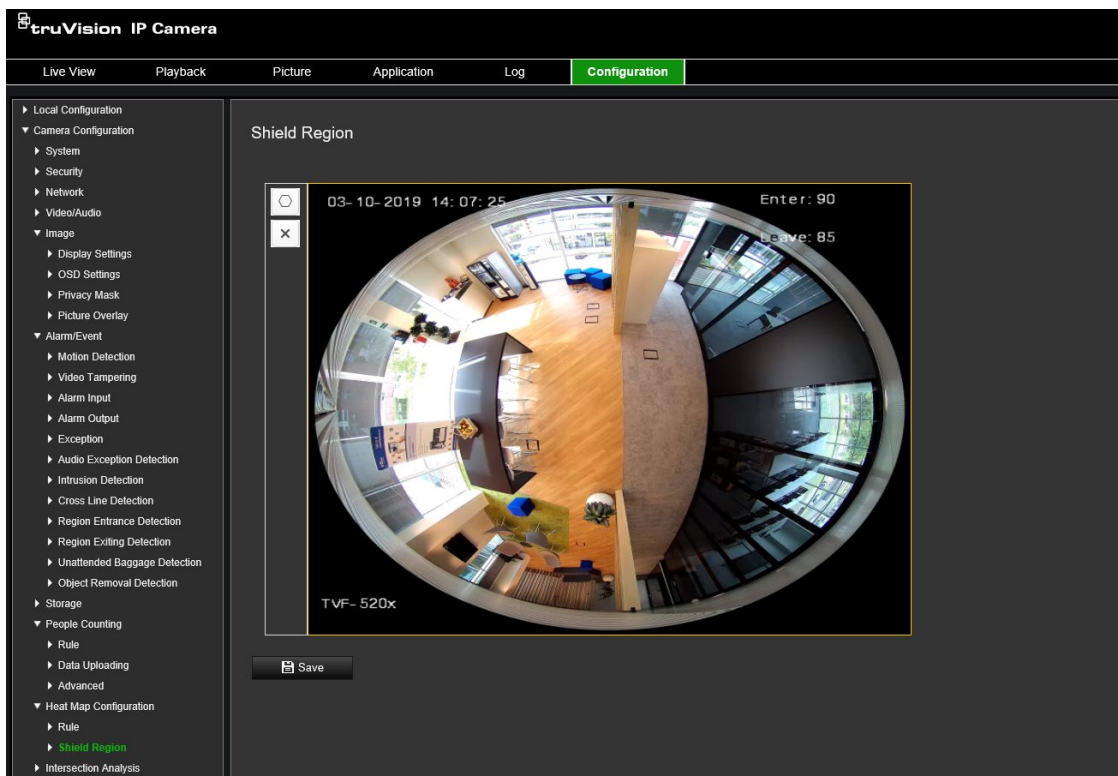 truVision IP Camera
Live View Playback Picture Application Log Configuration
Local Configuration
Camera Configuration
System
Security
Network
Video/Audio
Image
Display Settings
OSD Settings
Privacy Mask
Picture Overlay
Alarm/Event
Motion Detection
Video Tampering
Alarm Input
Alarm Output
Exception
Audio Exception Detection
Intrusion Detection
Cross Line Detection
Region Entrance Detection
Region Exiting Detection
Unattended Baggage Detection
Object Removal Detection
Storage
People Counting
Rule
Data Uploading
Advanced
Heat Map Configuration
Rule
Shield Region
Intersection Analysis
Shield Region
03-10-2019 14:07:25
Enter: 90
Leave: 85
TVF-520x
Save